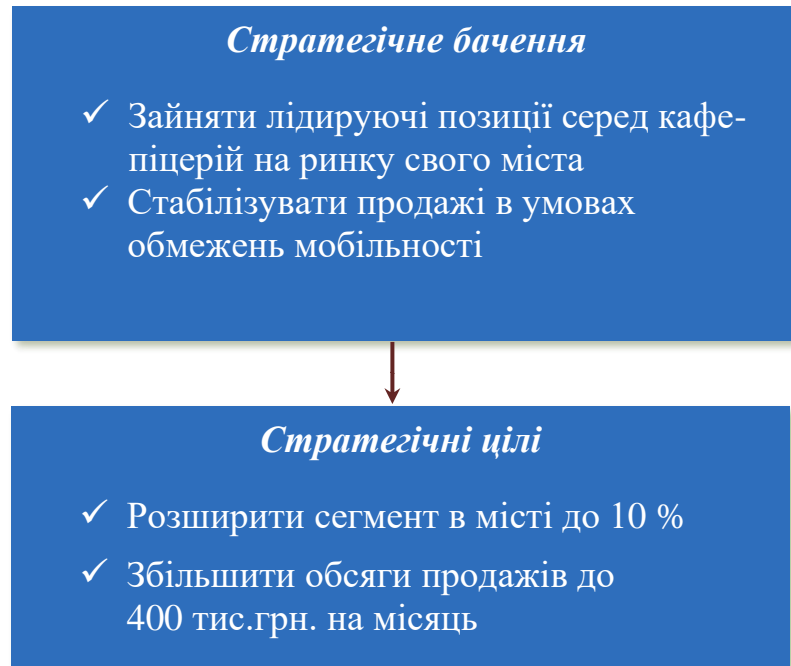 Стратегічне бачення
✓ Зайняти лідируючі позиції серед кафе-
піцерій на ринку свого міста
✓ Стабілізувати продажі в умовах
обмежень мобільності
Стратегічні цілі
✓ Розширити сегмент в місті до 10 %
✓ Збільшити обсяги продажів до
400 тис.грн. на місяць